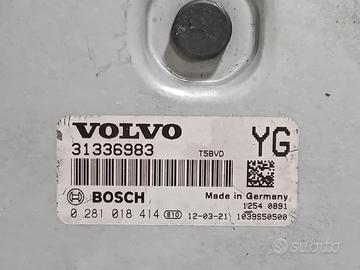 VOLVO
31336983
T5BVD
YG
BOSCH
Made in Germany
1254 0891
0 281 018 414 810 12-03-21 1039S50500
subito